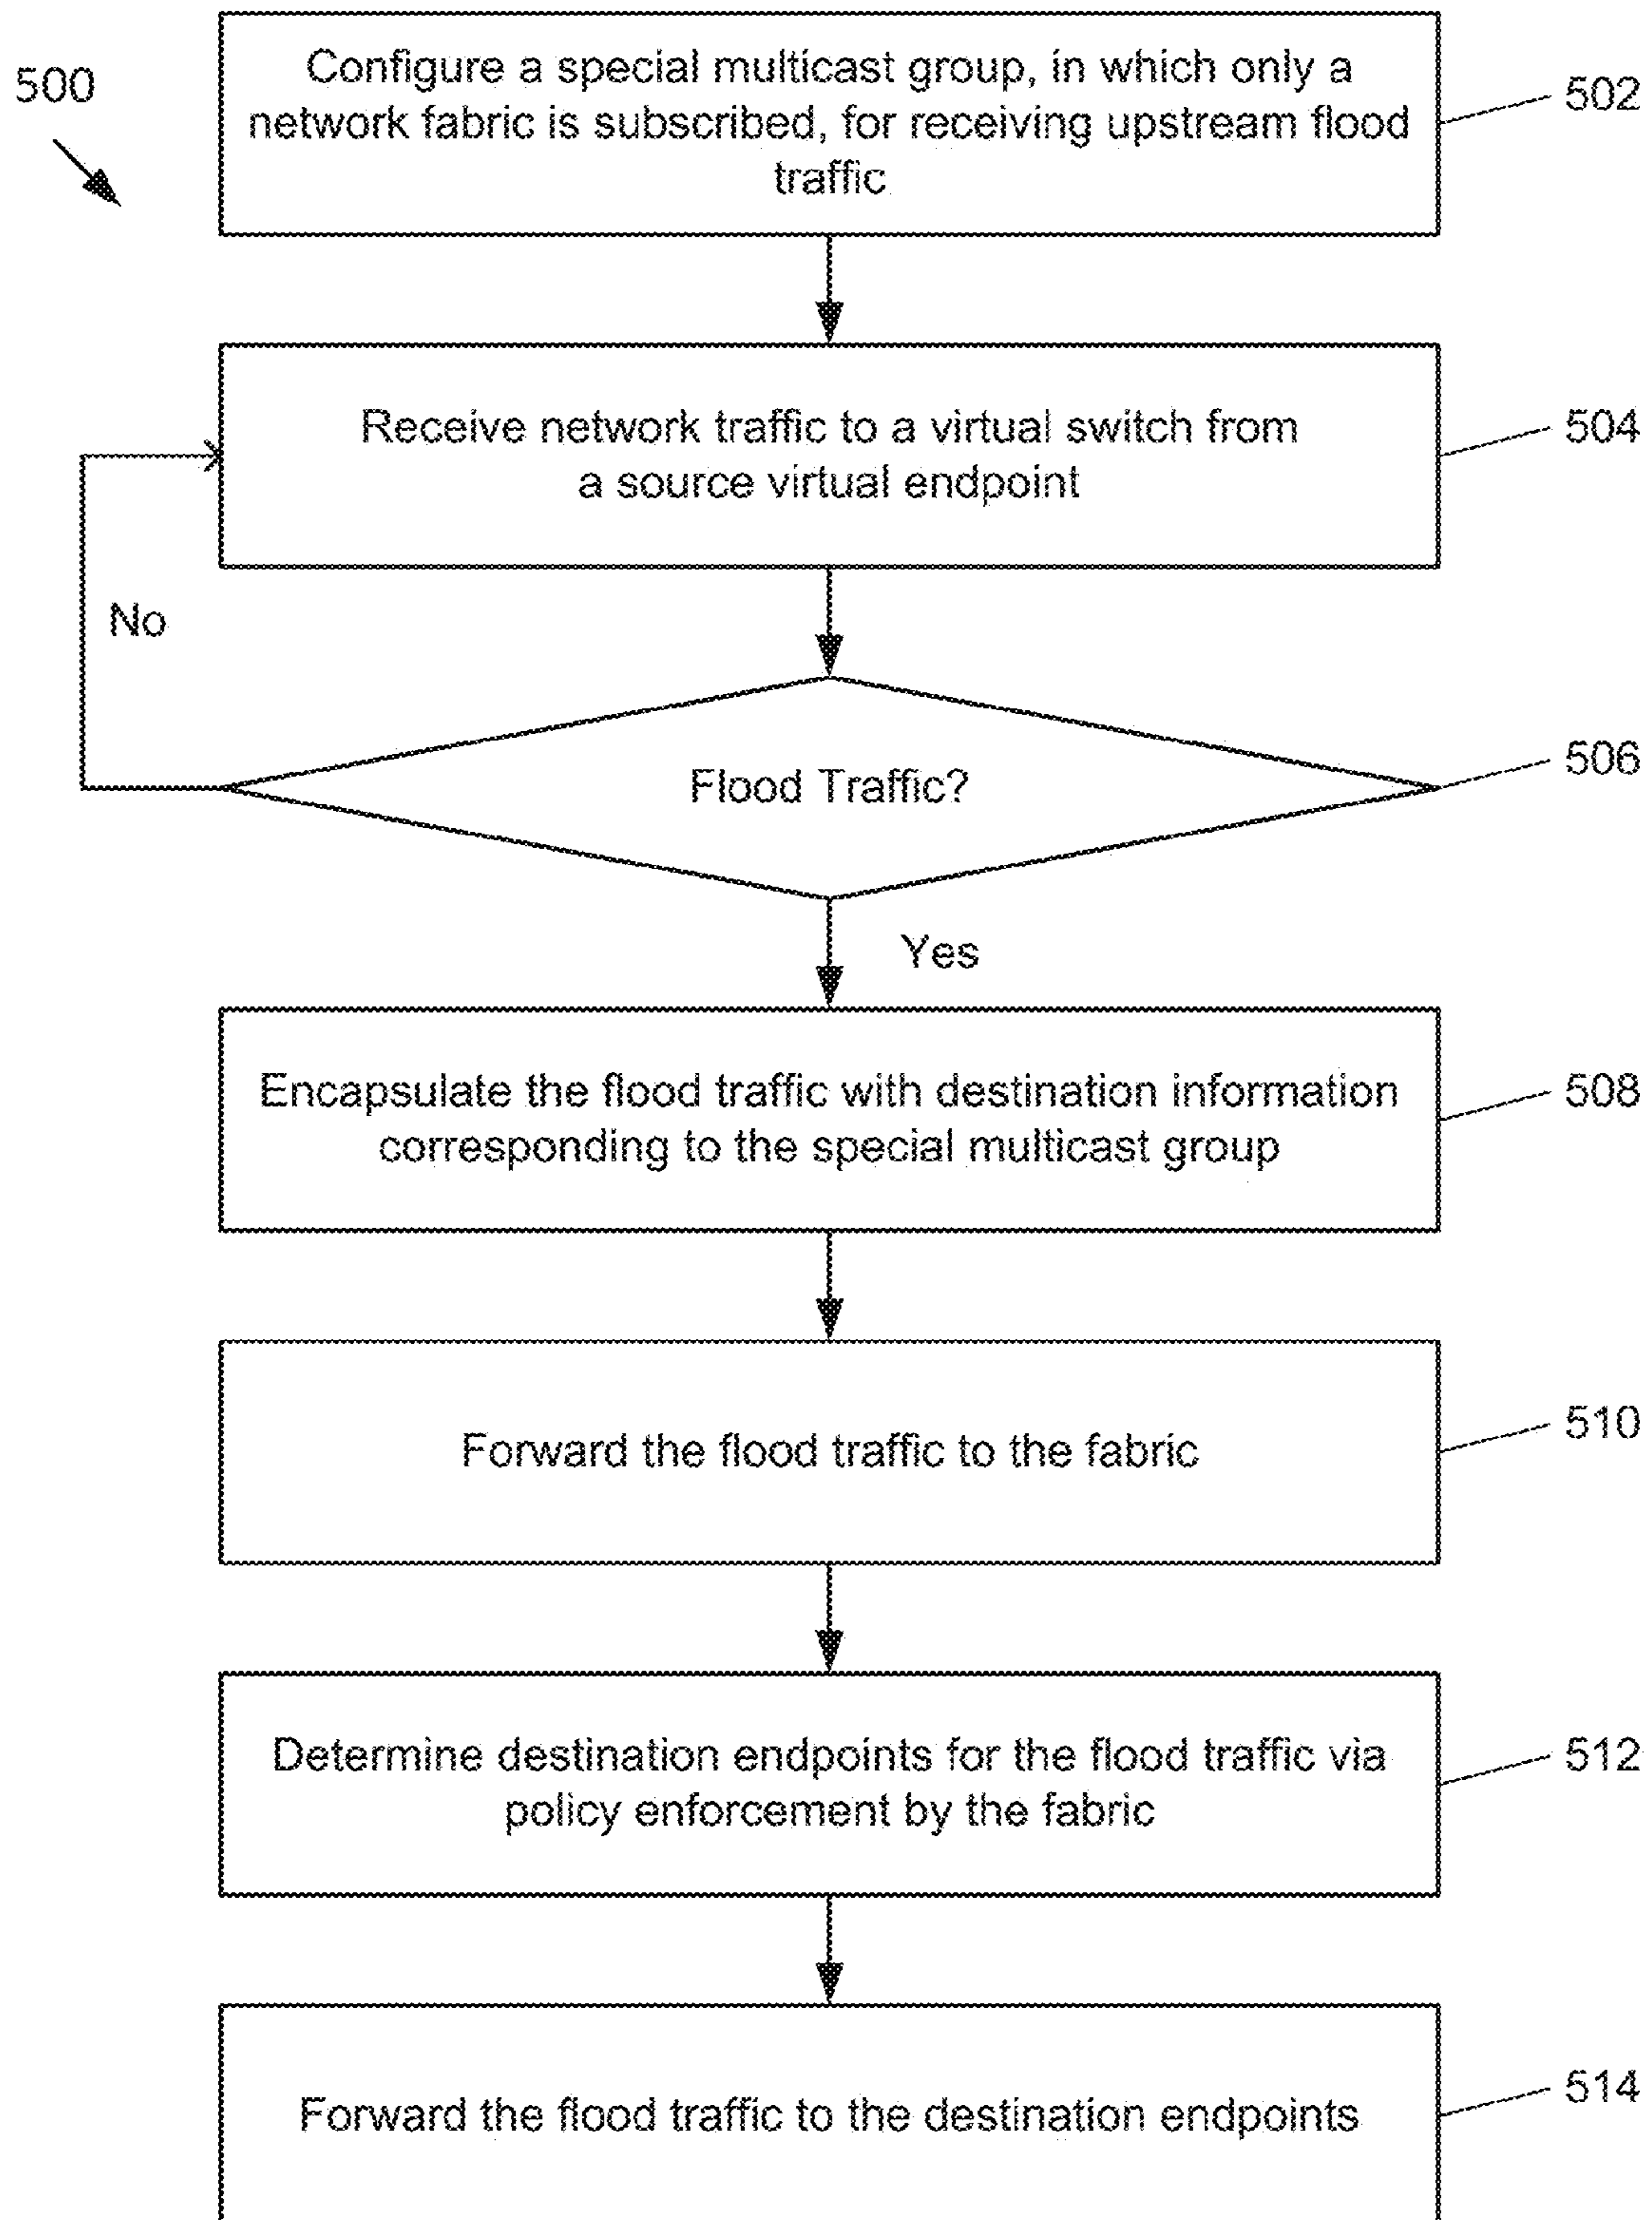 500
Configure a special multicast group, in which only a
network fabric is subscribed, for receiving upstream flood
traffic
502
Receive network traffic to a virtual switch from
a source virtual endpoint
504
No
Flood Traffic?
506
Yes
Encapsulate the flood traffic with destination information
corresponding to the special multicast group
508
Forward the flood traffic to the fabric
510
Determine destination endpoints for the flood traffic via
policy enforcement by the fabric
512
Forward the flood traffic to the destination endpoints
514